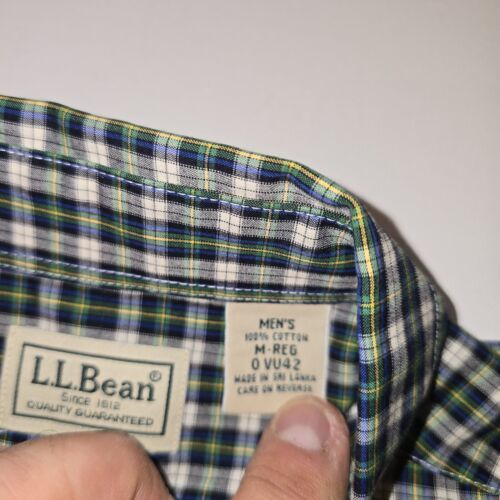 L.L.Bean®
SINCE 1912
QUALITY GUARANTEED
MEN'S
100% COTTON
M-REG
0 VU42
MADE IN SRI LANKA
CARE ON REVERSE